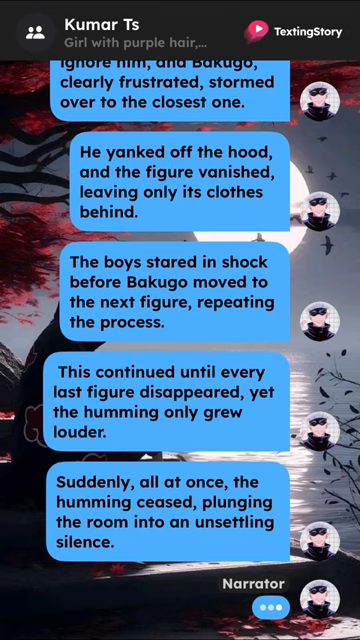 Kumar Ts
Girl with purple hair,...
TextingStory
ignore him, and Bakugo,
clearly frustrated, stormed
over to the closest one.
He yanked off the hood,
and the figure vanished,
leaving only its clothes
behind.
The boys stared in shock
before Bakugo moved to
the next figure, repeating
the process.
This continued until every
last figure disappeared, yet
the humming only grew
louder.
Suddenly, all at once, the
humming ceased, plunging
the room into an unsettling
silence.
Narrator